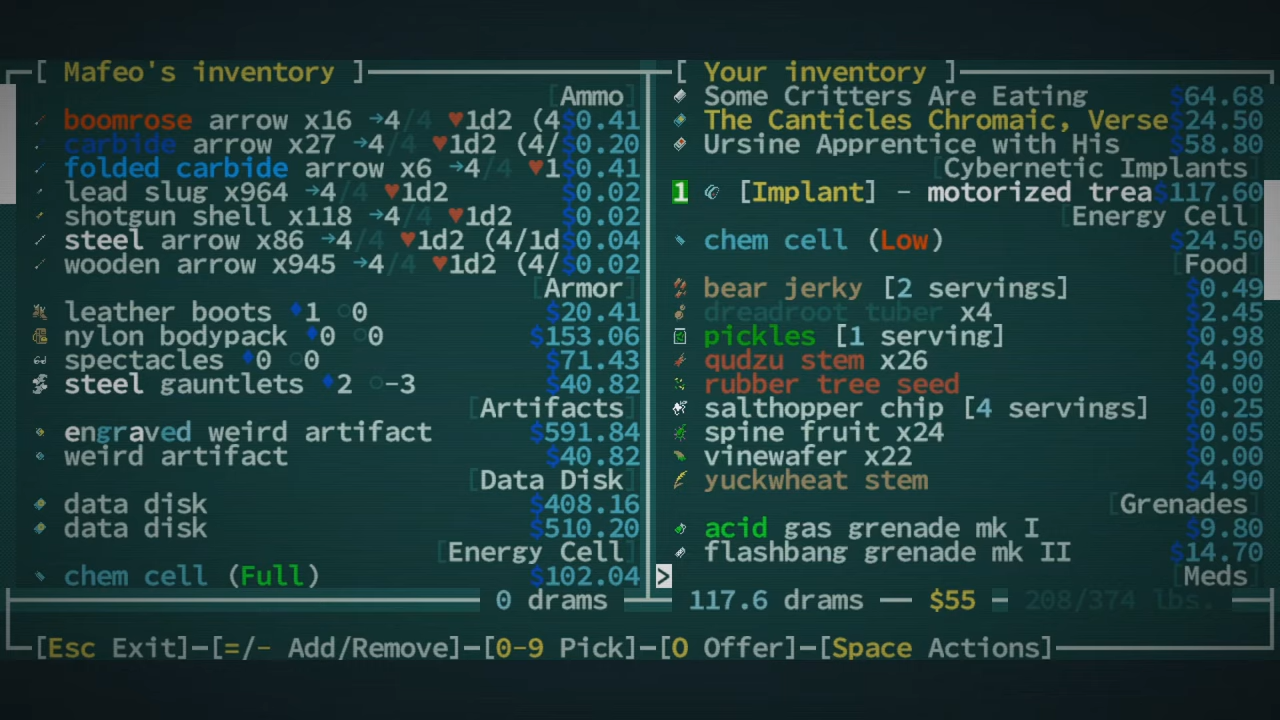 [ Mafeo's inventory ]
[Ammo]
boomrose arrow x16 →4/4 ♥1d2 (4 $0.41
carbide arrow x27 →4/4 ♥1d2 (4/ $0.20
folded carbide arrow x6 →4/4 ♥1 $0.41
lead slug x964 →4/4 ♥1d2 $0.02
shotgun shell x118 →4/4 ♥1d2 $0.02
steel arrow x86 →4/4 ♥1d2 (4/1d $0.04
wooden arrow x945 →4/4 ♥1d2 (4/ $0.02
[Armor]
leather boots ♦1 ○0 $20.41
nylon bodypack ♦0 ○0 $153.06
spectacles ♦0 ○0 $71.43
steel gauntlets ♦2 ○-3 $40.82
[Artifacts]
engraved weird artifact $591.84
weird artifact $40.82
[Data Disk]
data disk $408.16
data disk $510.20
[Energy Cell]
chem cell (Full) $102.04
0 drams
[ Your inventory ]
Some Critters Are Eating $64.68
The Canticles Chromaic, Verse $24.50
Ursine Apprentice with His $58.80
[Cybernetic Implants]
1 [Implant] - motorized trea $117.60
[Energy Cell]
chem cell (Low) $24.50
[Food]
bear jerky [2 servings] $0.49
dreadroot tuber x4 $2.45
pickles [1 serving] $0.98
qudzu stem x26 $4.90
rubber tree seed $0.00
salthopper chip [4 servings] $0.25
spine fruit x24 $0.05
vinewafer x22 $0.00
yuckwheat stem $4.90
[Grenades]
acid gas grenade mk I $9.80
flashbang grenade mk II $14.70
> [Meds]
117.6 drams — $55 — 208/374 lbs.
[Esc Exit]—[=/- Add/Remove]—[0-9 Pick]—[O Offer]—[Space Actions]